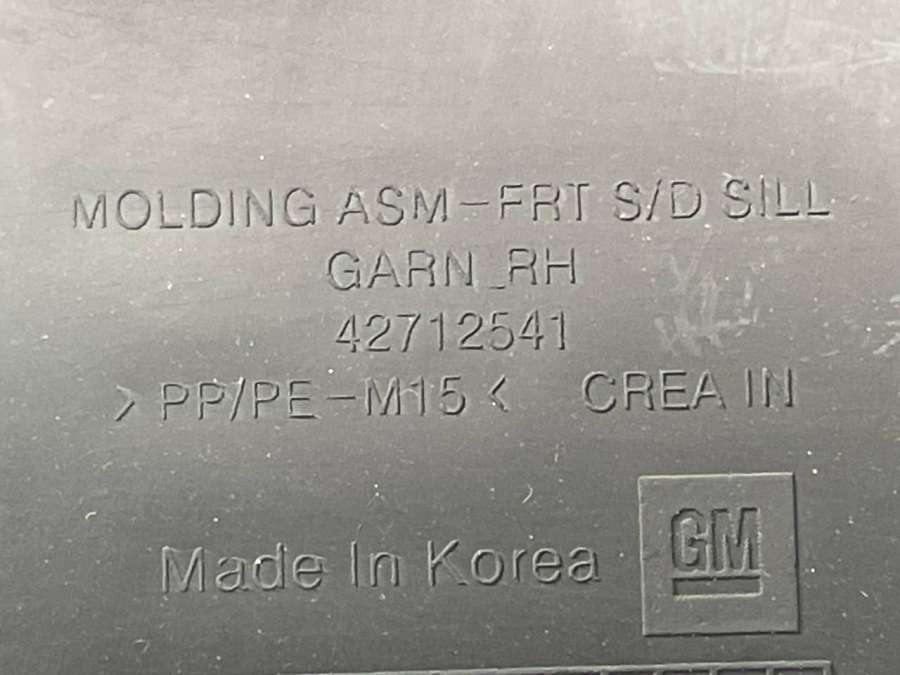 MOLDING ASM-FRT S/D SILL
GARN_RH
42712541
>PP/PE-M15< CREA IN
Made In Korea
GM